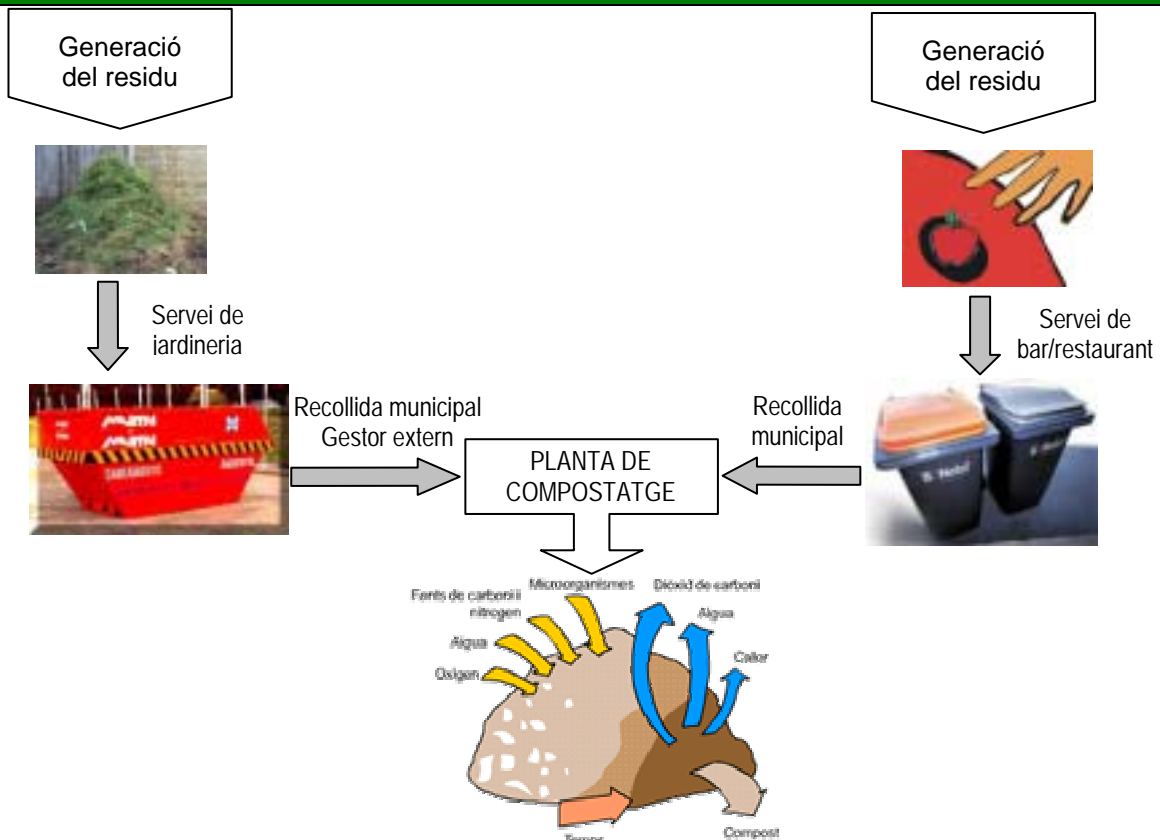 Generació
del residu
Generació
del residu
Servei de
jardineria
Servei de
bar/restaurant
Recollida municipal
Gestor extern
Recollida
municipal
PLANTA DE
COMPOSTATGE
Microorganismes
Diòxid de carboni
Fonts de carboni i
nitrogen
Aigua
Aigua
Oxigen
Calor
Temps
Compost